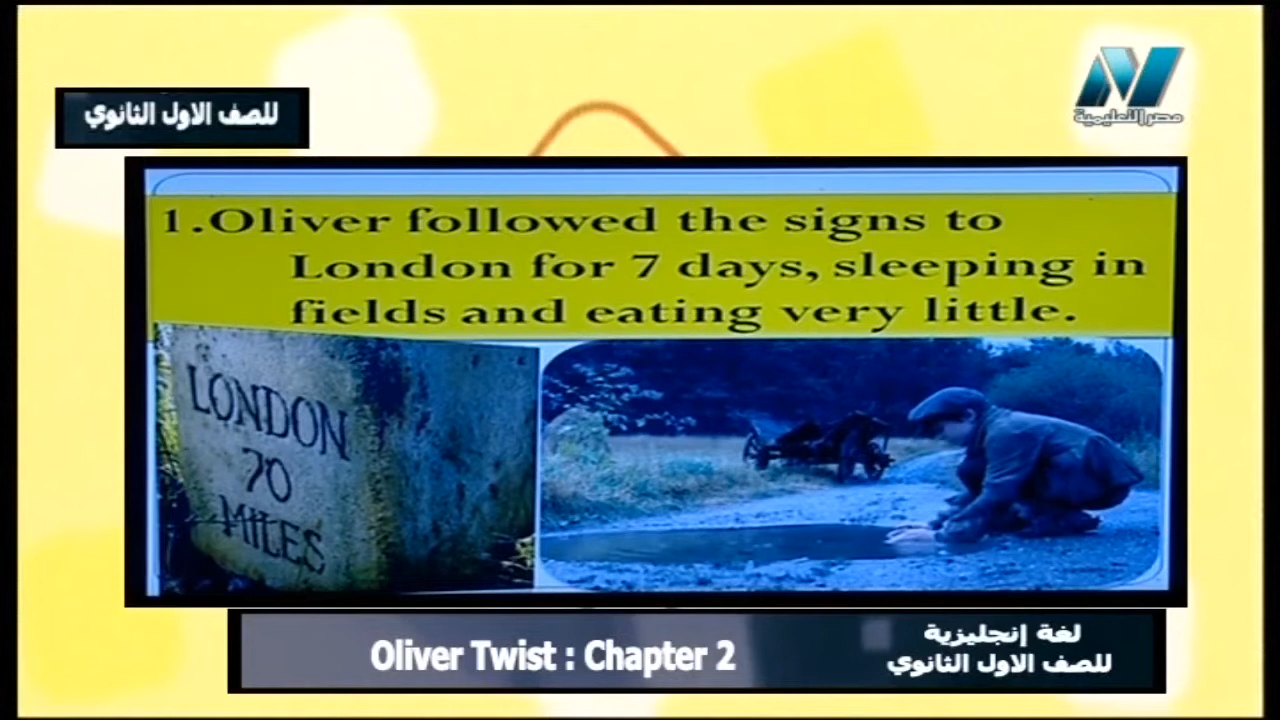 مصر التعليمية
للصف الاول الثانوي
1.Oliver followed the signs to
London for 7 days, sleeping in
fields and eating very little.
LONDON
70
MILES
Oliver Twist : Chapter 2
لغة إنجليزية
للصف الاول الثانوي